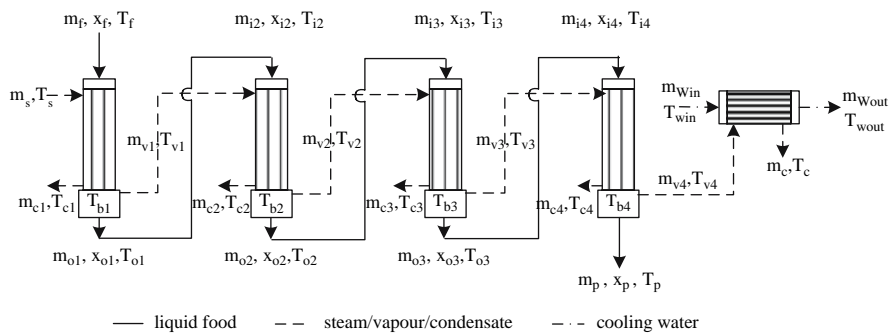 m_f, x_f, T_f
m_i2, x_i2, T_i2
m_i3, x_i3, T_i3
m_i4, x_i4, T_i4
m_s,T_s
m_v1,T_v1
m_v2,T_v2
m_v3,T_v3
m_Win
T_win
m_Wout
T_wout
m_c,T_c
m_v4,T_v4
m_c1,T_c1
T_b1
m_c2,T_c2
T_b2
m_c3,T_c3
T_b3
m_c4,T_c4
T_b4
m_o1, x_o1,T_o1
m_o2, x_o2,T_o2
m_o3, x_o3,T_o3
m_p , x_p, T_p
liquid food
steam/vapour/condensate
cooling water